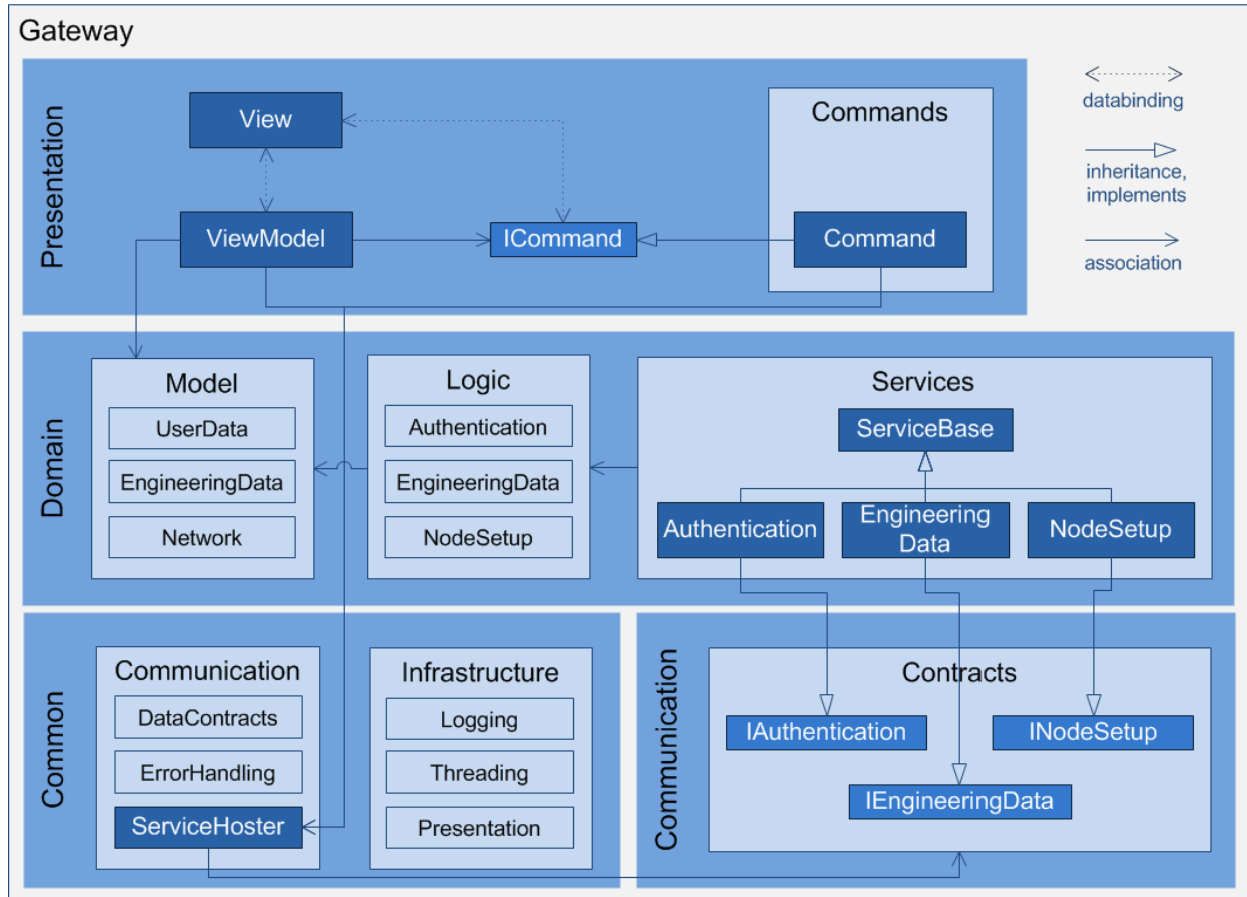 Gateway
Presentation
View
ViewModel
ICommand
Commands
Command
databinding
inheritance,
implements
association
Domain
Model
UserData
EngineeringData
Network
Logic
Authentication
EngineeringData
NodeSetup
Services
ServiceBase
Authentication
Engineering
Data
NodeSetup
Common
Communication
DataContracts
ErrorHandling
ServiceHoster
Infrastructure
Logging
Threading
Presentation
Communication
Contracts
IAuthentication
INodeSetup
IEngineeringData